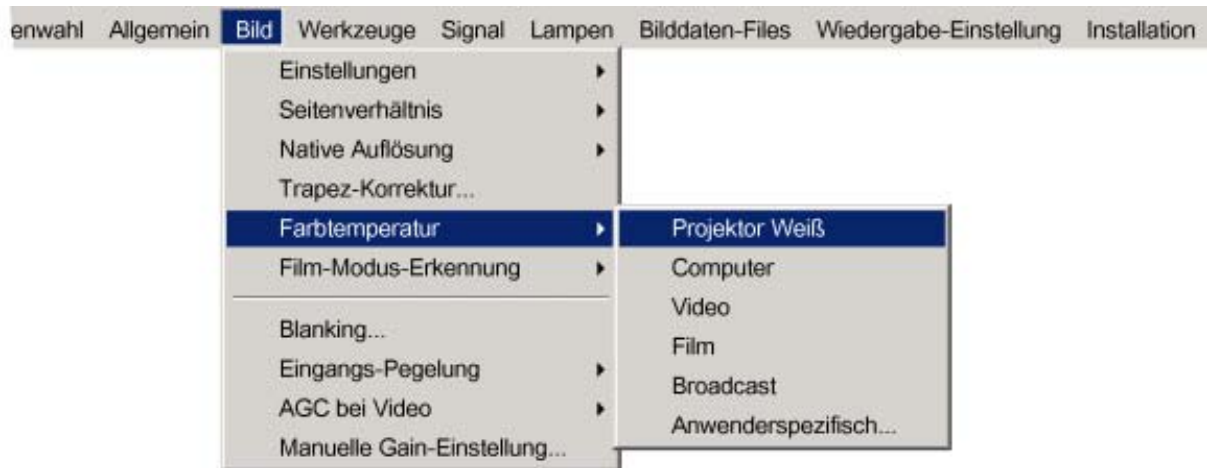 enwahl Allgemein Bild Werkzeuge Signal Lampen Bilddaten-Files Wiedergabe-Einstellung Installation
Einstellungen
Seitenverhältnis
Native Auflösung
Trapez-Korrektur...
Farbtemperatur
Projektor Weiß
Film-Modus-Erkennung
Computer
Video
Blanking...
Film
Eingangs-Pegelung
Broadcast
AGC bei Video
Anwenderspezifisch...
Manuelle Gain-Einstellung...